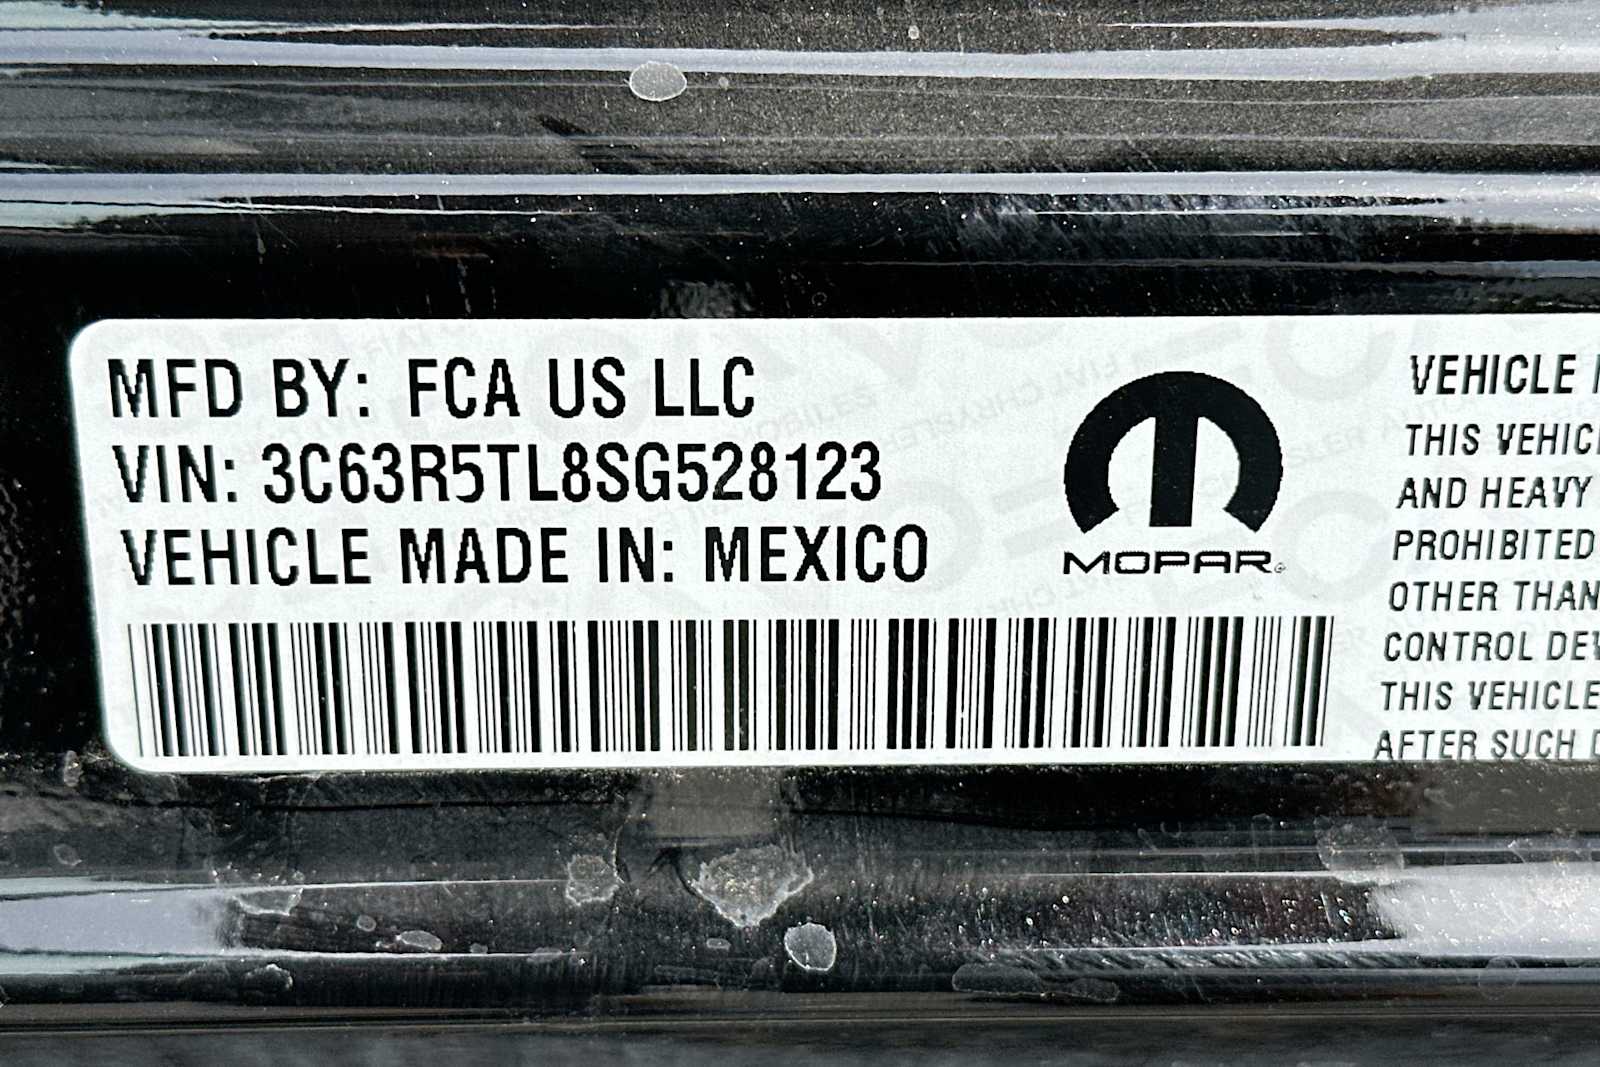 MFD BY: FCA US LLC
VIN: 3C63R5TL8SG528123
VEHICLE MADE IN: MEXICO
MOPAR
VEHICLE
THIS VEHIC
AND HEAVY
PROHIBITED
OTHER THAN
CONTROL DEV
THIS VEHICLE
AFTER SUCH